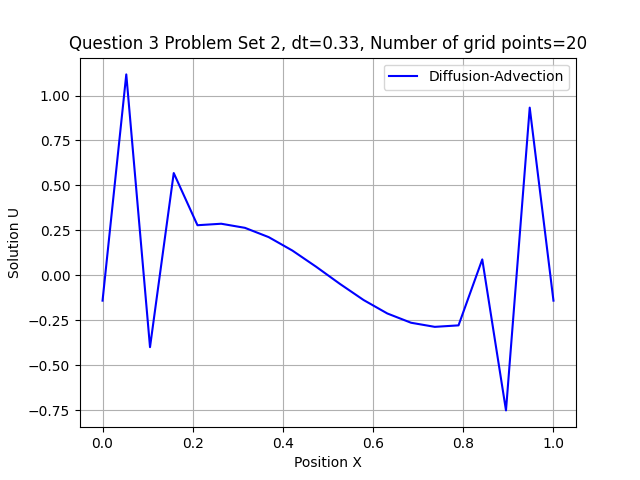 Question 3 Problem Set 2, dt=0.33, Number of grid points=20
Diffusion-Advection
1.00
0.75
0.50
0.25
0.00
−0.25
−0.50
−0.75
Solution U
0.0 0.2 0.4 0.6 0.8 1.0
Position X